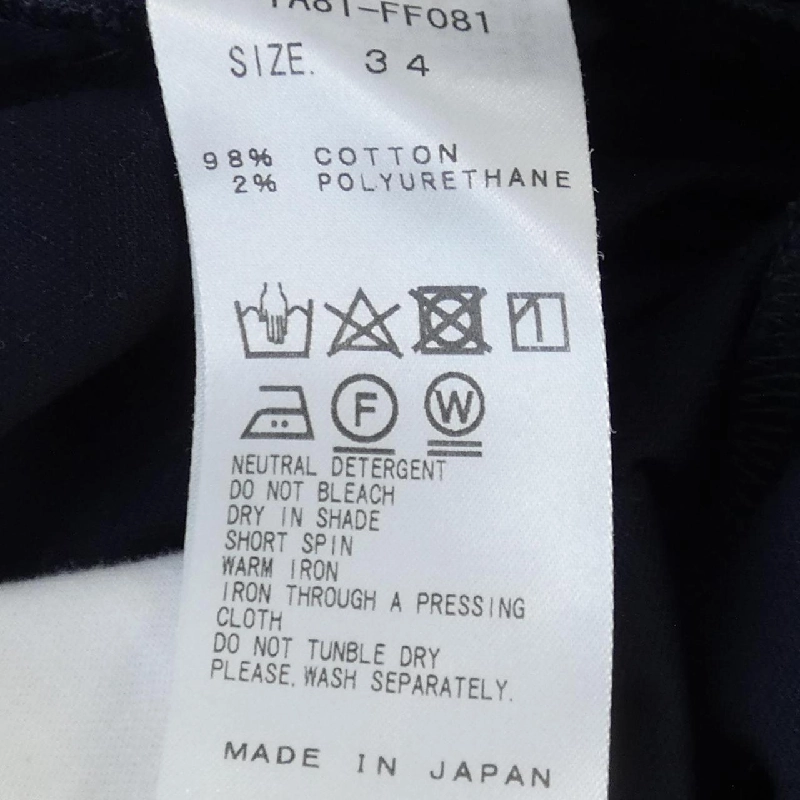 SIZE. 34
98% COTTON
2% POLYURETHANE
F W
NEUTRAL DETERGENT
DO NOT BLEACH
DRY IN SHADE
SHORT SPIN
WARM IRON
IRON THROUGH A PRESSING
CLOTH
DO NOT TUNBLE DRY
PLEASE. WASH SEPARATELY.
MADE IN JAPAN